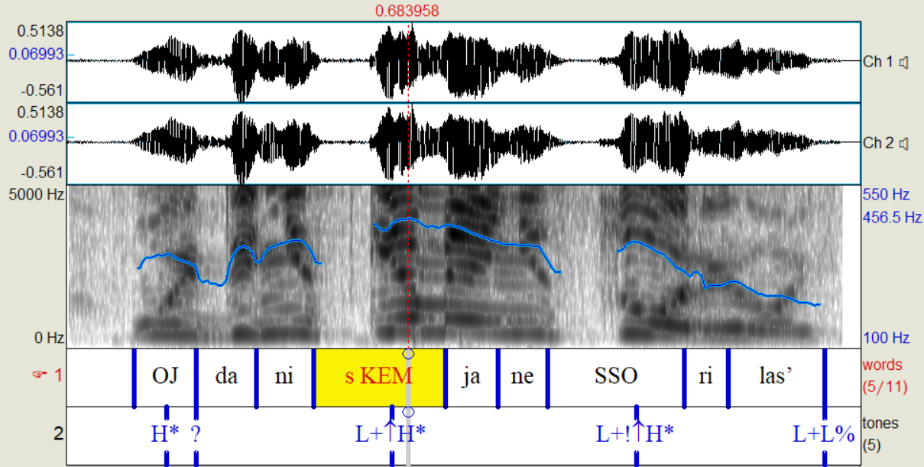 0.683958
0.5138
0.06993
-0.561
Ch 1
0.5138
0.06993
-0.561
Ch 2
5000 Hz
0 Hz
550 Hz
456.5 Hz
100 Hz
☞ 1
OJ da ni s KEM ja ne SSO ri las’
words
(5/11)
2
H* ? L+↑H* L+!↑H* L+L%
tones
(5)